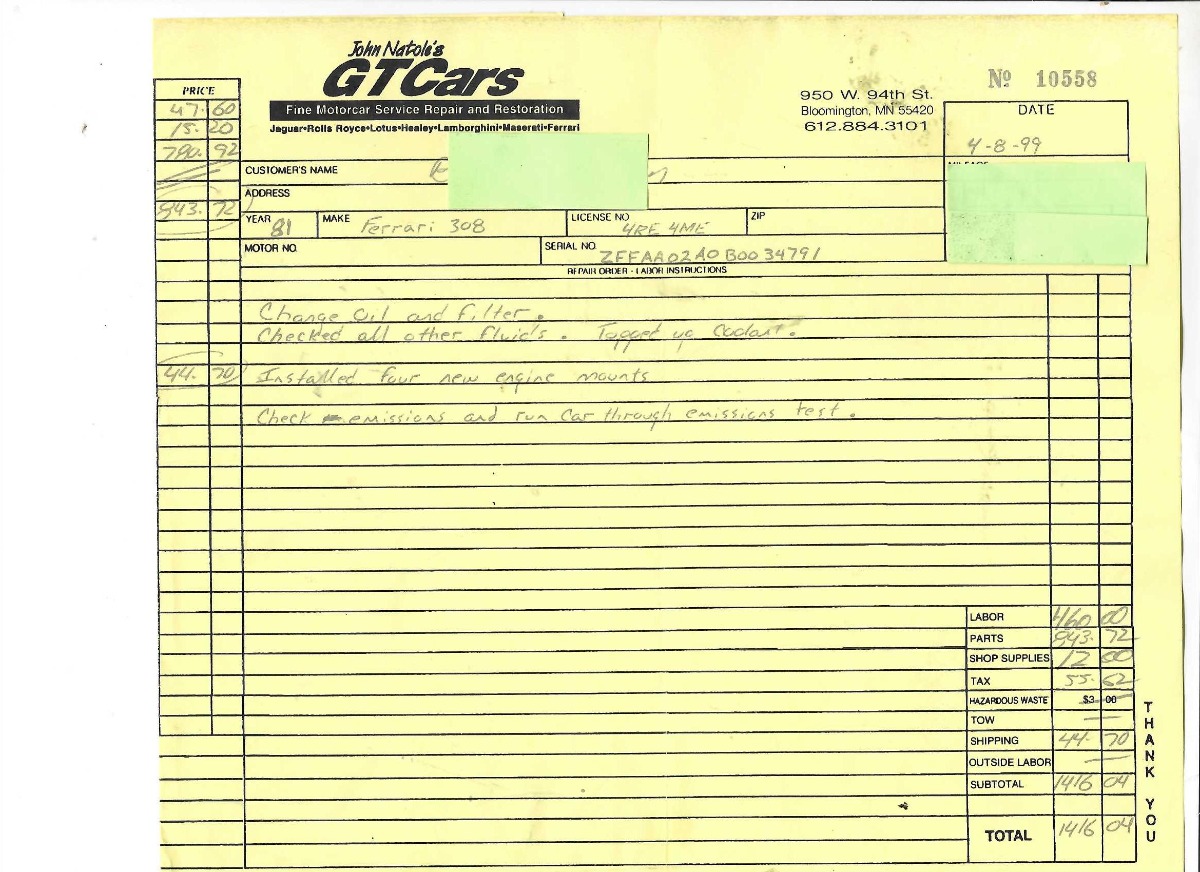 John Natole's
GTCars
Fine Motorcar Service Repair and Restoration
Jaguar•Rolls Royce•Lotus•Healey•Lamborghini•Maserati•Ferrari
950 W. 94th St.
Bloomington, MN 55420
612.884.3101
Nº 10558
DATE
4-8-99
PRICE
47.60
15.20
790.92
843.72
CUSTOMER'S NAME
ADDRESS
YEAR 81 MAKE Ferrari 308 LICENSE NO 4RE 4ME ZIP
MOTOR NO. SERIAL NO. ZFFAA02A0B0034791
REPAIR ORDER - LABOR INSTRUCTIONS
Change oil and filter.
Checked all other fluids. Topped up coolant.
44.70 Installed four new engine mounts
Check emissions and run car through emissions test.
LABOR 460 00
PARTS 843.72
SHOP SUPPLIES 12 00
TAX 55.62
HAZARDOUS WASTE $3 00
TOW —
SHIPPING 44.70
OUTSIDE LABOR —
SUBTOTAL 1416 04
TOTAL 1416 04
THANK YOU